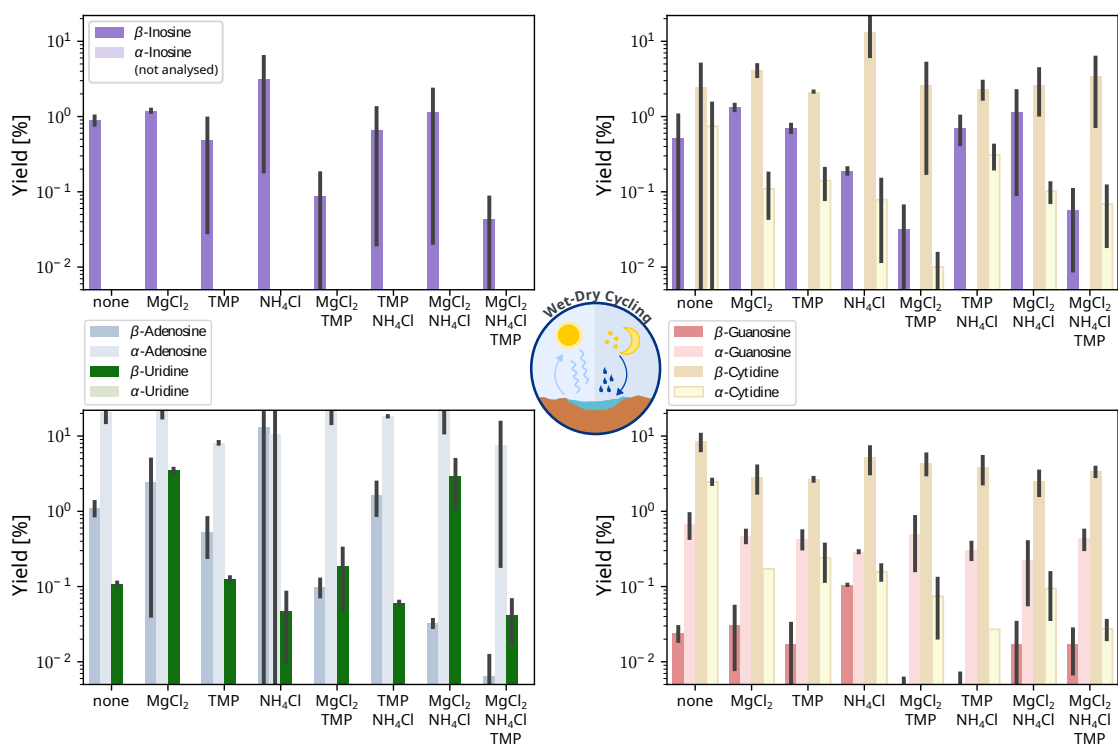 Yield [%]
10¹
10⁰
10⁻¹
10⁻²
β-Inosine
α-Inosine
(not analysed)
none
MgCl₂
TMP
NH₄Cl
MgCl₂
TMP
TMP
NH₄Cl
MgCl₂
NH₄Cl
MgCl₂
NH₄Cl
TMP
Yield [%]
10¹
10⁰
10⁻¹
10⁻²
none
MgCl₂
TMP
NH₄Cl
MgCl₂
TMP
TMP
NH₄Cl
MgCl₂
NH₄Cl
MgCl₂
NH₄Cl
TMP
Wet-Dry Cycling
β-Adenosine
α-Adenosine
β-Uridine
α-Uridine
β-Guanosine
α-Guanosine
β-Cytidine
α-Cytidine
Yield [%]
10¹
10⁰
10⁻¹
10⁻²
none
MgCl₂
TMP
NH₄Cl
MgCl₂
TMP
TMP
NH₄Cl
MgCl₂
NH₄Cl
MgCl₂
NH₄Cl
TMP
Yield [%]
10¹
10⁰
10⁻¹
10⁻²
none
MgCl₂
TMP
NH₄Cl
MgCl₂
TMP
TMP
NH₄Cl
MgCl₂
NH₄Cl
MgCl₂
NH₄Cl
TMP